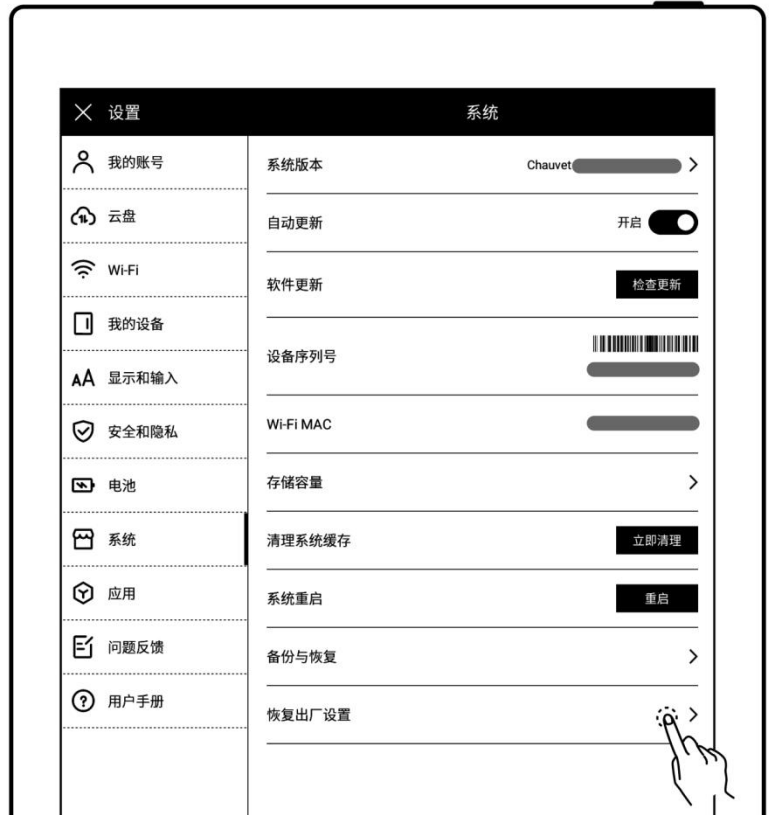 设置
系统
我的账号
云盘
Wi-Fi
我的设备
显示和输入
安全和隐私
电池
系统
应用
问题反馈
用户手册
系统版本 Chauvet
自动更新 开启
软件更新 检查更新
设备序列号
Wi-Fi MAC
存储容量
清理系统缓存 立即清理
系统重启 重启
备份与恢复
恢复出厂设置